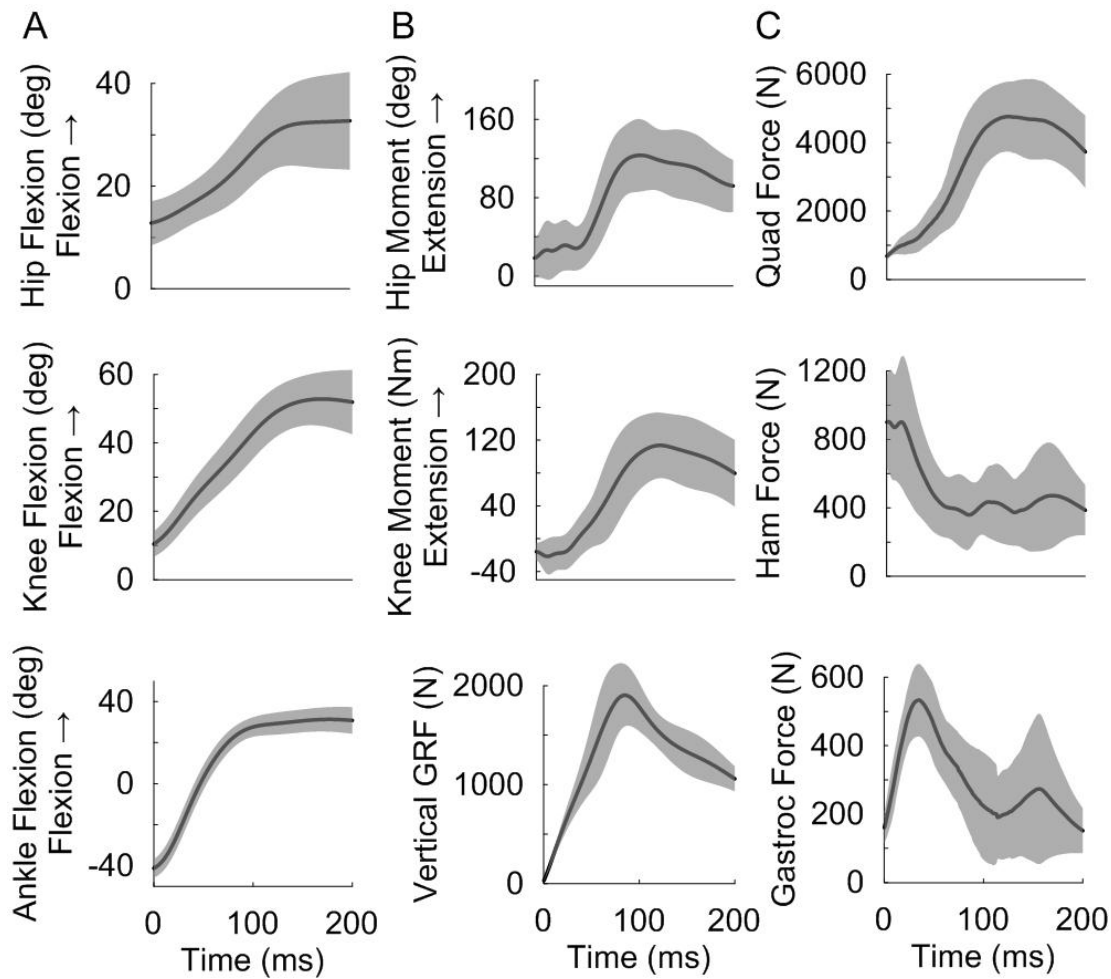 A
Hip Flexion (deg)
Flexion →
40
20
0
Knee Flexion (deg)
Flexion →
60
40
20
0
Ankle Flexion (deg)
Flexion →
40
0
-40
0 100 200
Time (ms)
B
Hip Moment (deg)
Extension →
160
80
0
Knee Moment (Nm)
Extension →
200
120
40
-40
Vertical GRF (N)
2000
1000
0
0 100 200
Time (ms)
C
Quad Force (N)
6000
4000
2000
0
Ham Force (N)
1200
800
400
0
Gastroc Force (N)
600
400
200
0
0 100 200
Time (ms)